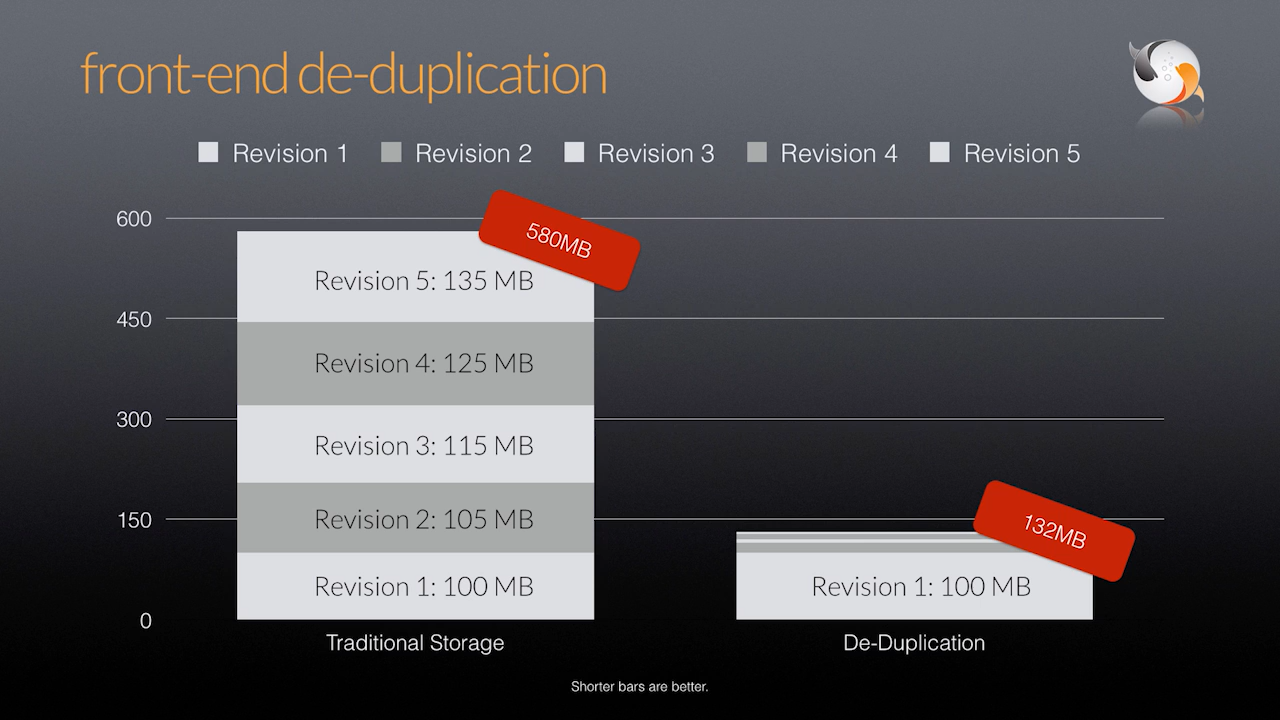 front-end de-duplication
Revision 1 Revision 2 Revision 3 Revision 4 Revision 5
600
580MB
Revision 5: 135 MB
450
Revision 4: 125 MB
300
Revision 3: 115 MB
150
Revision 2: 105 MB
132MB
Revision 1: 100 MB
Revision 1: 100 MB
0
Traditional Storage
De-Duplication
Shorter bars are better.